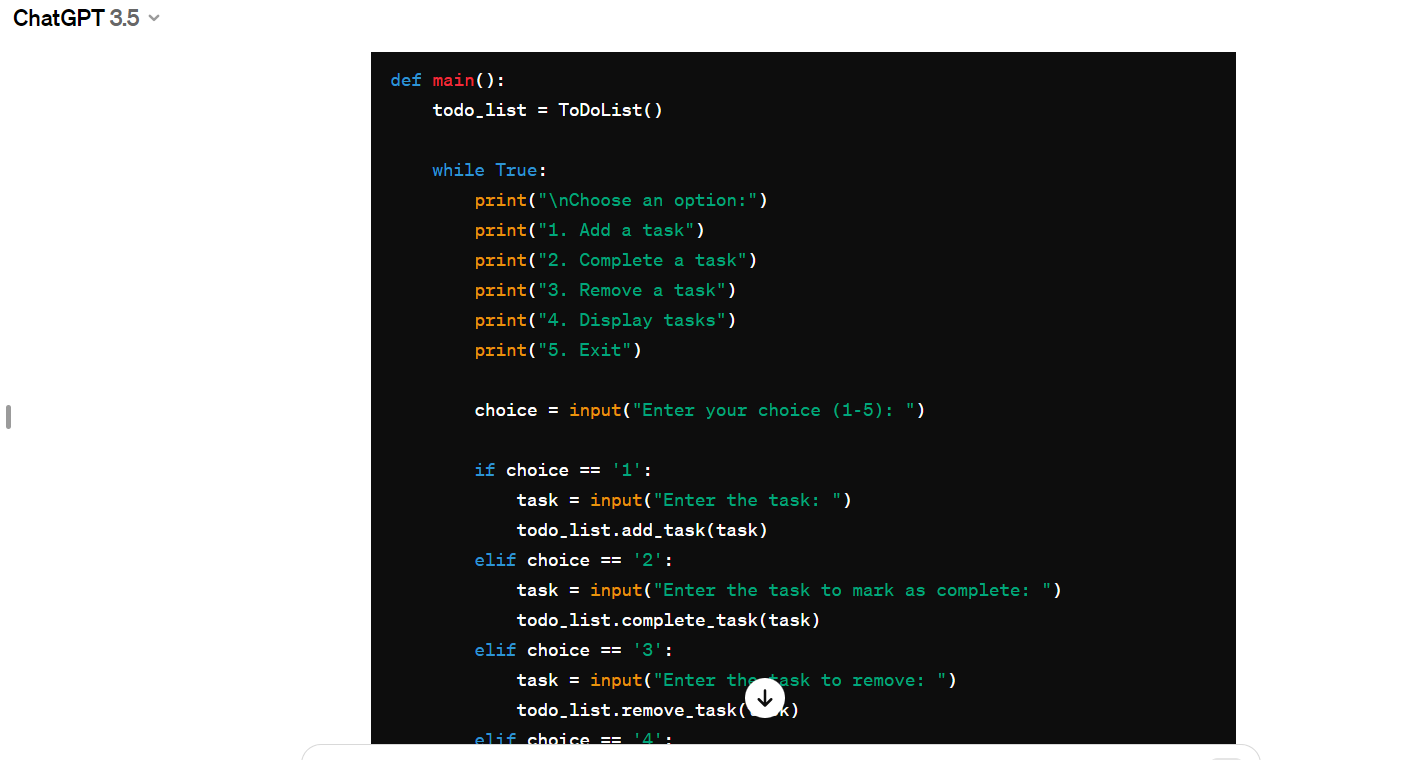 ChatGPT 3.5
def main():
    todo_list = ToDoList()
    while True:
        print("\nChoose an option:")
        print("1. Add a task")
        print("2. Complete a task")
        print("3. Remove a task")
        print("4. Display tasks")
        print("5. Exit")
        choice = input("Enter your choice (1-5): ")
        if choice == '1':
            task = input("Enter the task: ")
            todo_list.add_task(task)
        elif choice == '2':
            task = input("Enter the task to mark as complete: ")
            todo_list.complete_task(task)
        elif choice == '3':
            task = input("Enter the task to remove: ")
            todo_list.remove_task(task)
        elif choice == '4':